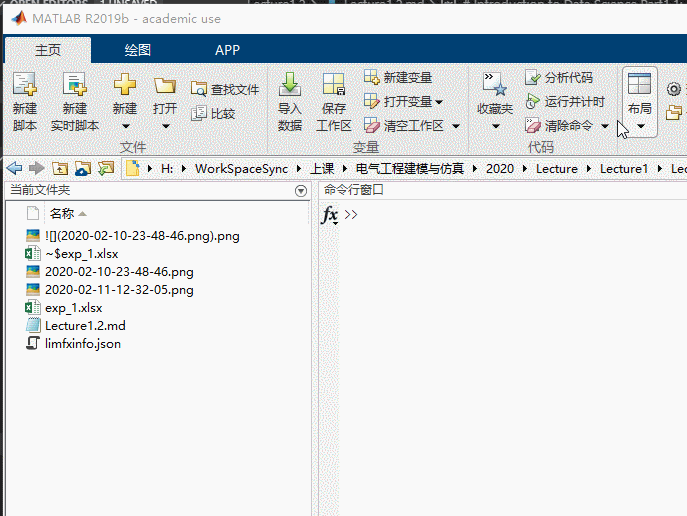 MATLAB R2019b - academic use
主页 绘图 APP
新建脚本 新建实时脚本 新建 打开 查找文件 比较
文件
导入数据 保存工作区 新建变量 打开变量 清空工作区
变量
收藏夹 分析代码 运行并计时 清除命令
代码
布局
H: WorkSpaceSync 上课 电气工程建模与仿真 2020 Lecture Lecture1
当前文件夹
名称
![](2020-02-10-23-48-46.png).png
~$exp_1.xlsx
2020-02-10-23-48-46.png
2020-02-11-12-32-05.png
exp_1.xlsx
Lecture1.2.md
limfxinfo.json
命令行窗口
fx >>